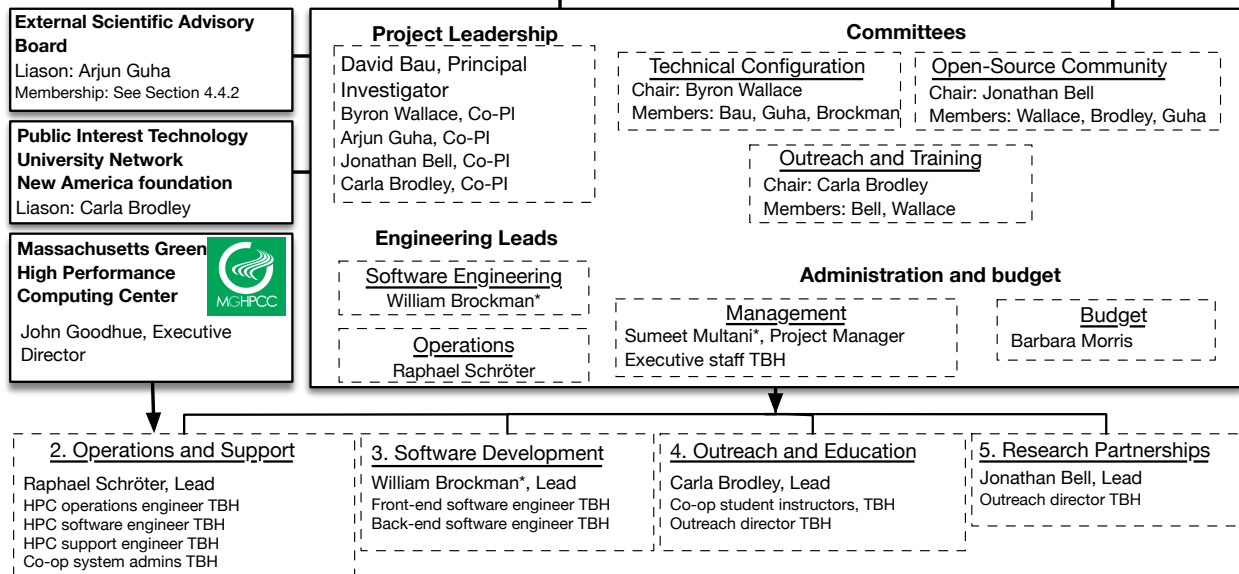 External Scientific Advisory
Board
Liason: Arjun Guha
Membership: See Section 4.4.2
Public Interest Technology
University Network
New America foundation
Liason: Carla Brodley
Massachusetts Green
High Performance
Computing Center
MGHPCC
John Goodhue, Executive
Director
Project Leadership
David Bau, Principal
Investigator
Byron Wallace, Co-PI
Arjun Guha, Co-PI
Jonathan Bell, Co-PI
Carla Brodley, Co-PI
Engineering Leads
Software Engineering
William Brockman*
Operations
Raphael Schröter
Committees
Technical Configuration
Chair: Byron Wallace
Members: Bau, Guha, Brockman
Open-Source Community
Chair: Jonathan Bell
Members: Wallace, Brodley, Guha
Outreach and Training
Chair: Carla Brodley
Members: Bell, Wallace
Administration and budget
Management
Sumeet Multani*, Project Manager
Executive staff TBH
Budget
Barbara Morris
2. Operations and Support
Raphael Schröter, Lead
HPC operations engineer TBH
HPC software engineer TBH
HPC support engineer TBH
Co-op system admins TBH
3. Software Development
William Brockman*, Lead
Front-end software engineer TBH
Back-end software engineer TBH
4. Outreach and Education
Carla Brodley, Lead
Co-op student instructors, TBH
Outreach director TBH
5. Research Partnerships
Jonathan Bell, Lead
Outreach director TBH